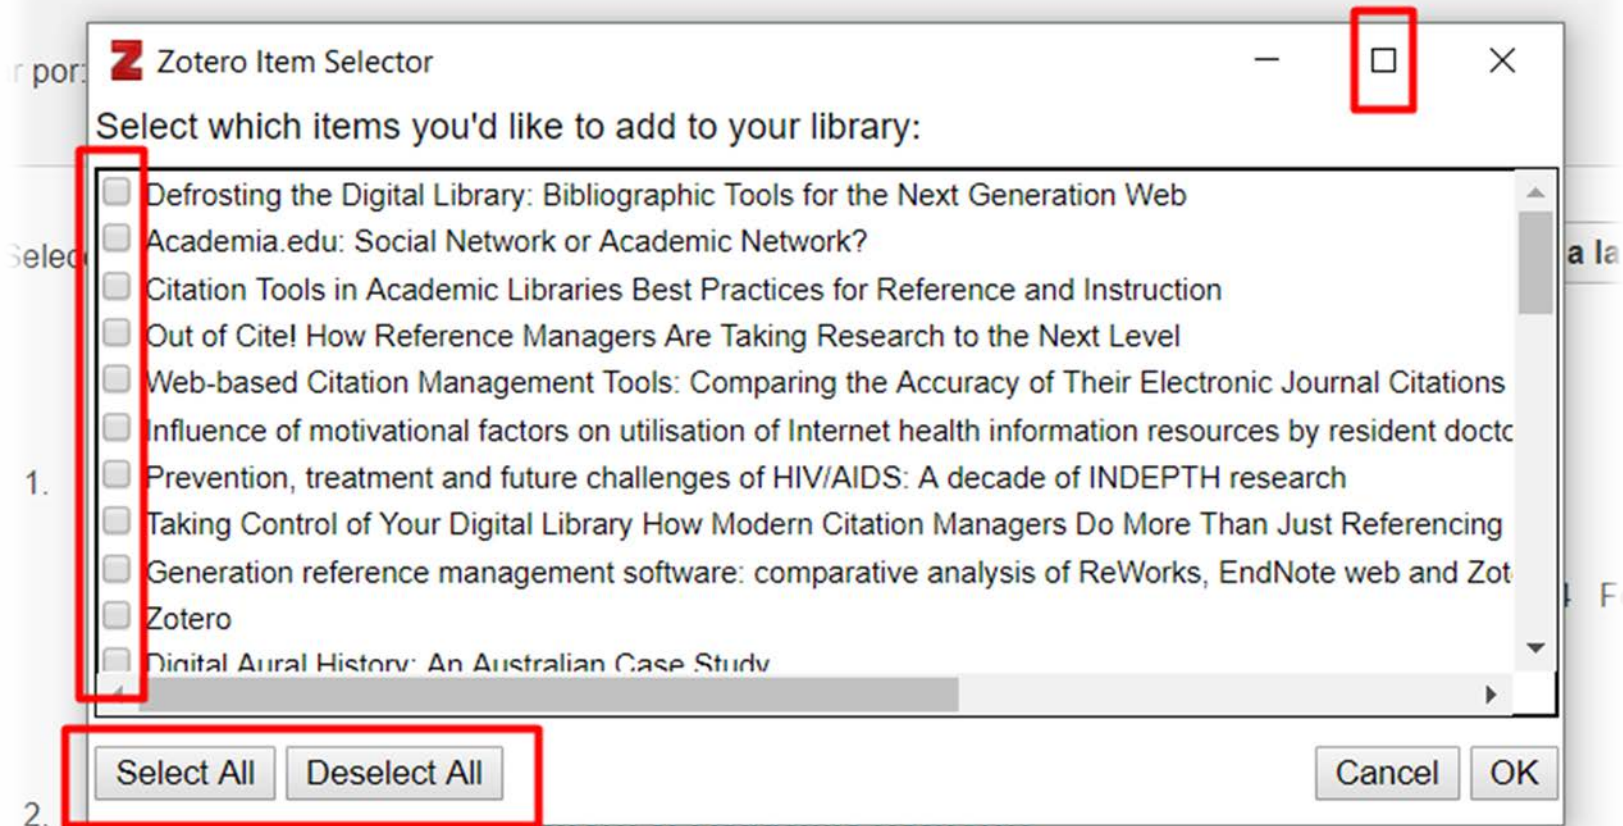 Zotero Item Selector
r por:
Select which items you'd like to add to your library:
Defrosting the Digital Library: Bibliographic Tools for the Next Generation Web
Academia.edu: Social Network or Academic Network?
Selec
a la
Citation Tools in Academic Libraries Best Practices for Reference and Instruction
Out of Cite! How Reference Managers Are Taking Research to the Next Level
Web-based Citation Management Tools: Comparing the Accuracy of Their Electronic Journal Citations
Influence of motivational factors on utilisation of Internet health information resources by resident docto
1.
Prevention, treatment and future challenges of HIV/AIDS: A decade of INDEPTH research
Taking Control of Your Digital Library How Modern Citation Managers Do More Than Just Referencing
Generation reference management software: comparative analysis of ReWorks, EndNote web and Zot
Zotero
Digital Aural History: An Australian Case Study
Select All Deselect All Cancel OK
2.